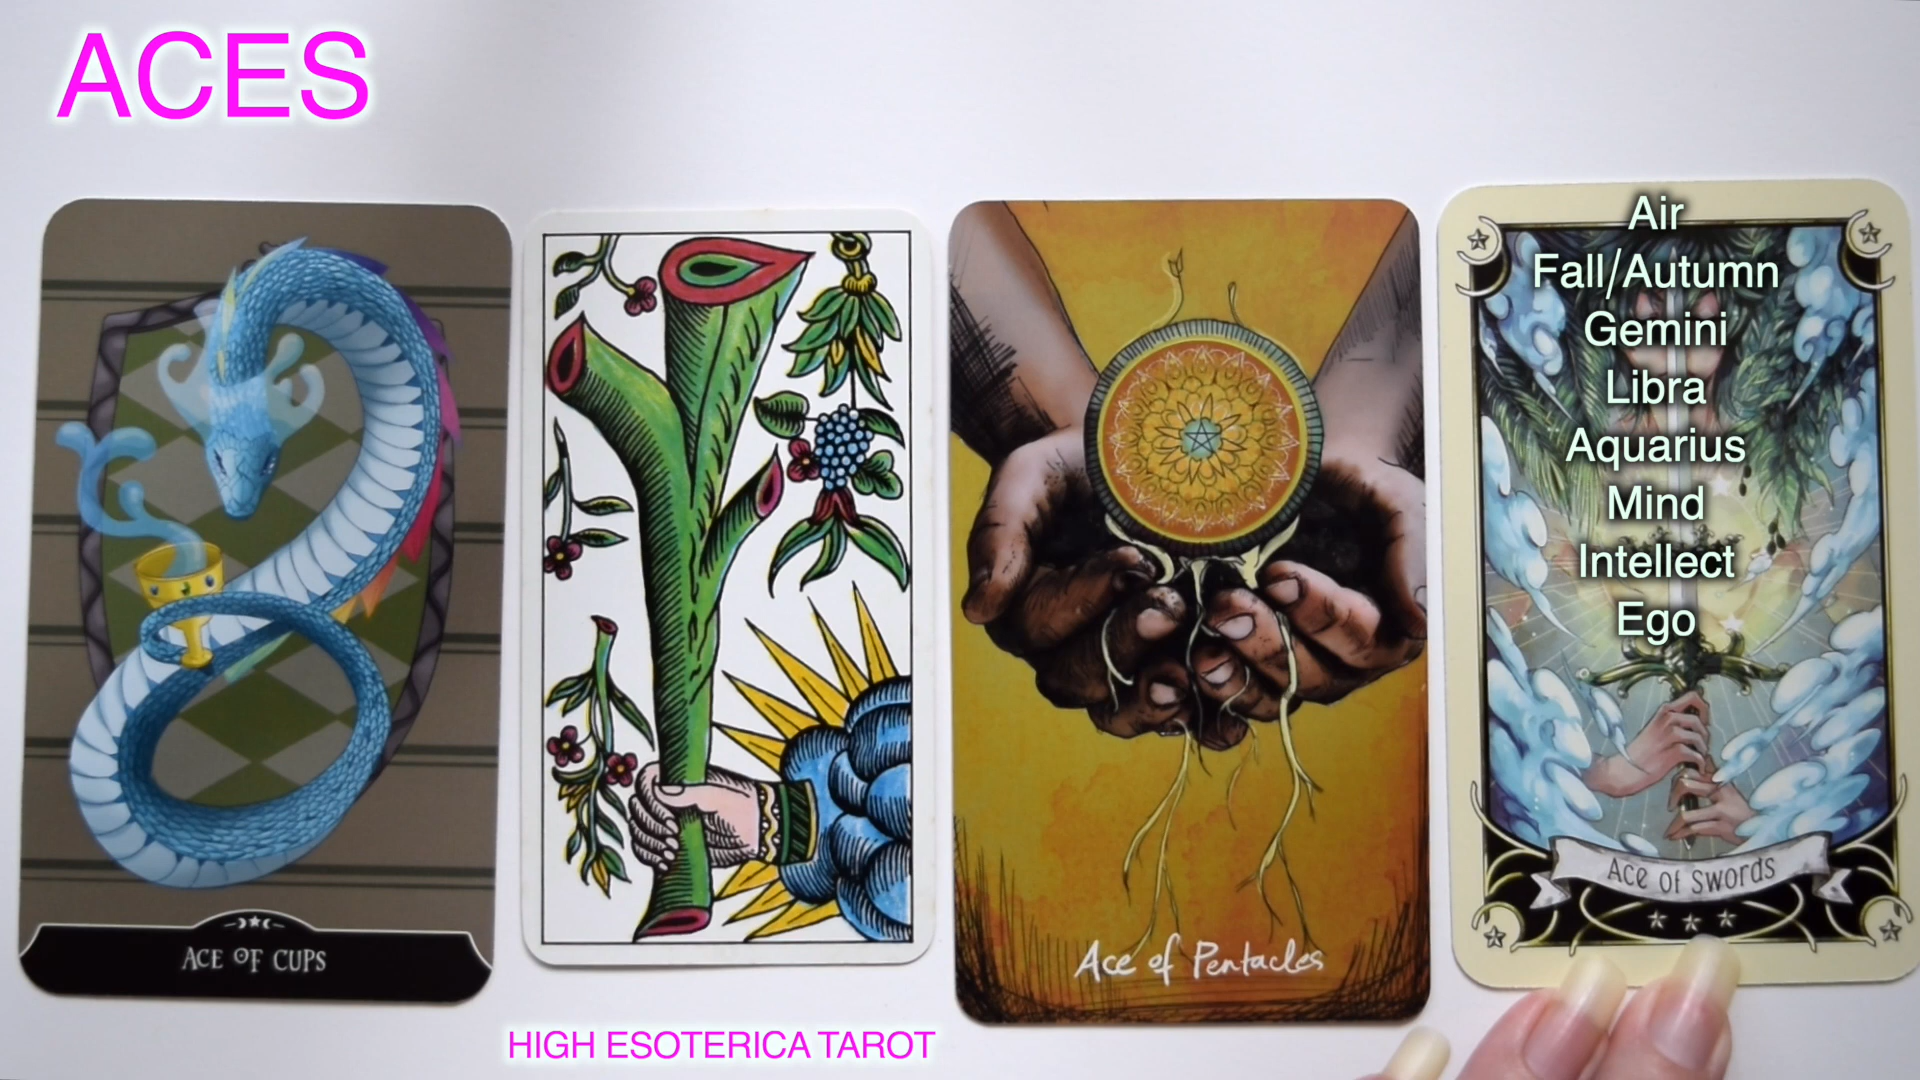 ACES
Air
Fall/Autumn
Gemini
Libra
Aquarius
Mind
Intellect
Ego
Ace of Swords
Ace of Cups
Ace of Pentacles
HIGH ESOTERICA TAROT